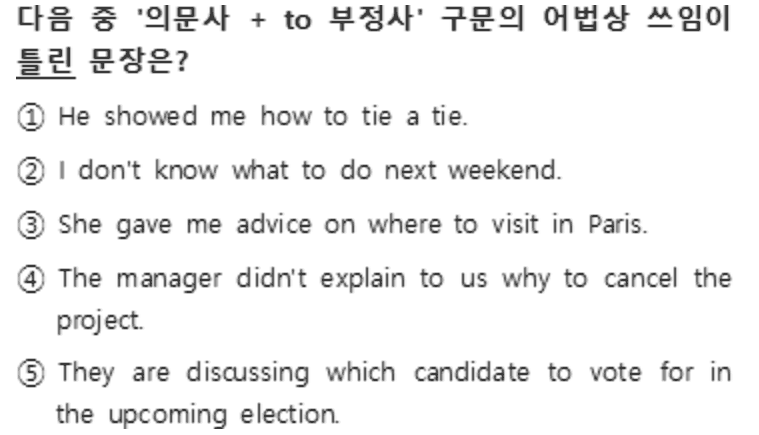 다음 중 '의문사 + to 부정사' 구문의 어법상 쓰임이
틀린 문장은?
① He showed me how to tie a tie.
② I don't know what to do next weekend.
③ She gave me advice on where to visit in Paris.
④ The manager didn't explain to us why to cancel the
project.
⑤ They are discussing which candidate to vote for in
the upcoming election.